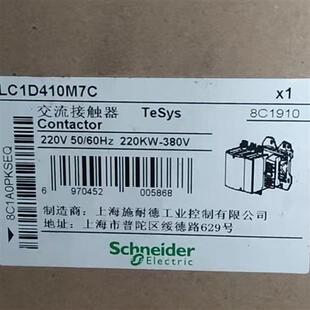 LC1D410M7C x1
交流接触器 TeSys 8C1910
Contactor
220V 50/60Hz 220KW-380V
8C1A0PKSEQ
6 970452 005868
制造商：上海施耐德工业控制有限公司
上海市普陀区绥德路629号
Schneider
Electric